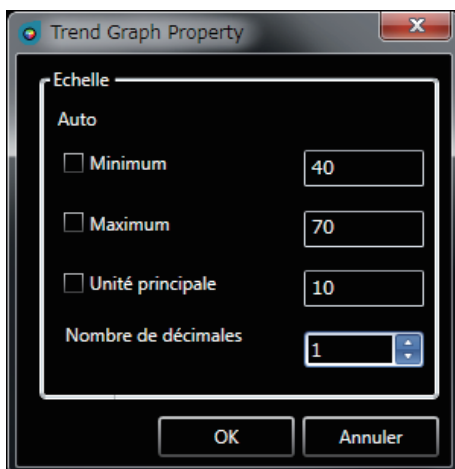 Trend Graph Property
Echelle
Auto
Minimum 40
Maximum 70
Unité principale 10
Nombre de décimales 1
OK Annuler